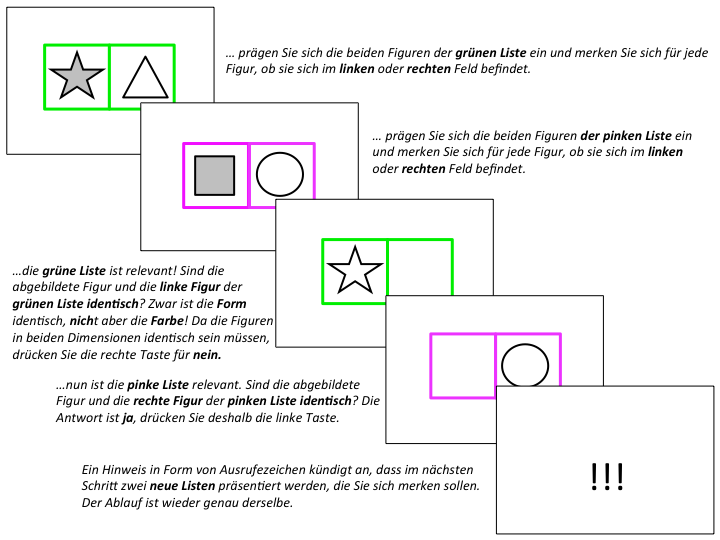 … prägen Sie sich die beiden Figuren der grünen Liste ein und merken Sie sich für jede
Figur, ob sie sich im linken oder rechten Feld befindet.
… prägen Sie sich die beiden Figuren der pinken Liste ein
und merken Sie sich für jede Figur, ob sie sich im linken
oder rechten Feld befindet.
…die grüne Liste ist relevant! Sind die
abgebildete Figur und die linke Figur der
grünen Liste identisch? Zwar ist die Form
identisch, nicht aber die Farbe! Da die Figuren
in beiden Dimensionen identisch sein müssen,
drücken Sie die rechte Taste für nein.
…nun ist die pinke Liste relevant. Sind die abgebildete
Figur und die rechte Figur der pinken Liste identisch? Die
Antwort ist ja, drücken Sie deshalb die linke Taste.
Ein Hinweis in Form von Ausrufezeichen kündigt an, dass im nächsten
Schritt zwei neue Listen präsentiert werden, die Sie sich merken sollen.
Der Ablauf ist wieder genau derselbe.
!!!